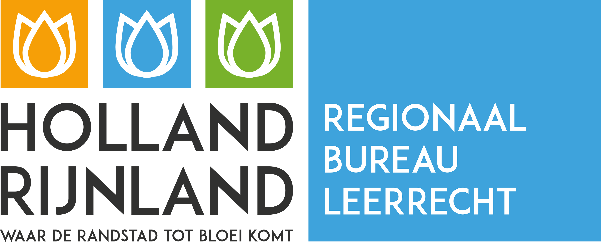 HOLLAND
RIJNLAND
WAAR DE RANDSTAD TOT BLOEI KOMT
REGIONAAL
BUREAU
LEERRECHT